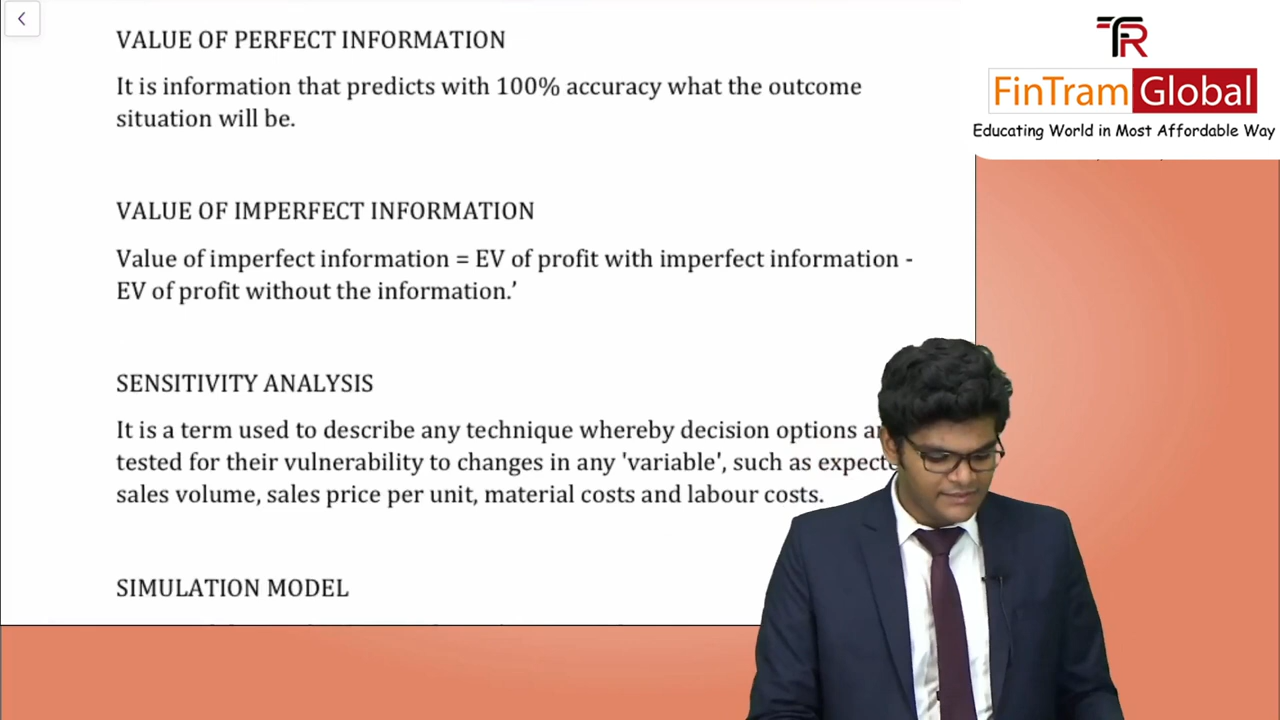 VALUE OF PERFECT INFORMATION
It is information that predicts with 100% accuracy what the outcome
situation will be.
VALUE OF IMPERFECT INFORMATION
Value of imperfect information = EV of profit with imperfect information -
EV of profit without the information.’
SENSITIVITY ANALYSIS
It is a term used to describe any technique whereby decision options
tested for their vulnerability to changes in any 'variable', such as
sales volume, sales price per unit, material costs and labour costs.
SIMULATION MODEL
FinTram Global
Educating World in Most Affordable Way